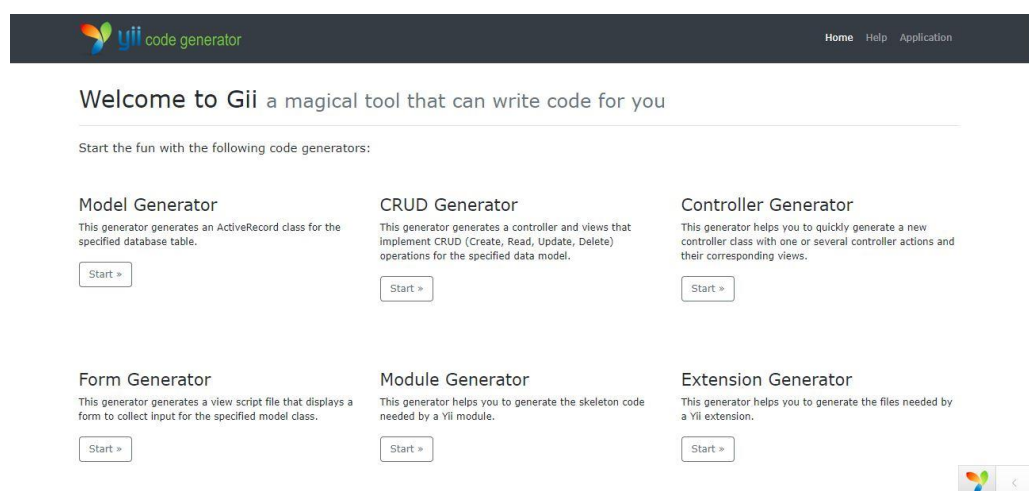 yii code generator
Home Help Application
Welcome to Gii a magical tool that can write code for you
Start the fun with the following code generators:
Model Generator
This generator generates an ActiveRecord class for the
specified database table.
Start »
CRUD Generator
This generator generates a controller and views that
implement CRUD (Create, Read, Update, Delete)
operations for the specified data model.
Start »
Controller Generator
This generator helps you to quickly generate a new
controller class with one or several controller actions and
their corresponding views.
Start »
Form Generator
This generator generates a view script file that displays a
form to collect input for the specified model class.
Start »
Module Generator
This generator helps you to generate the skeleton code
needed by a Yii module.
Start »
Extension Generator
This generator helps you to generate the files needed by
a Yii extension.
Start »